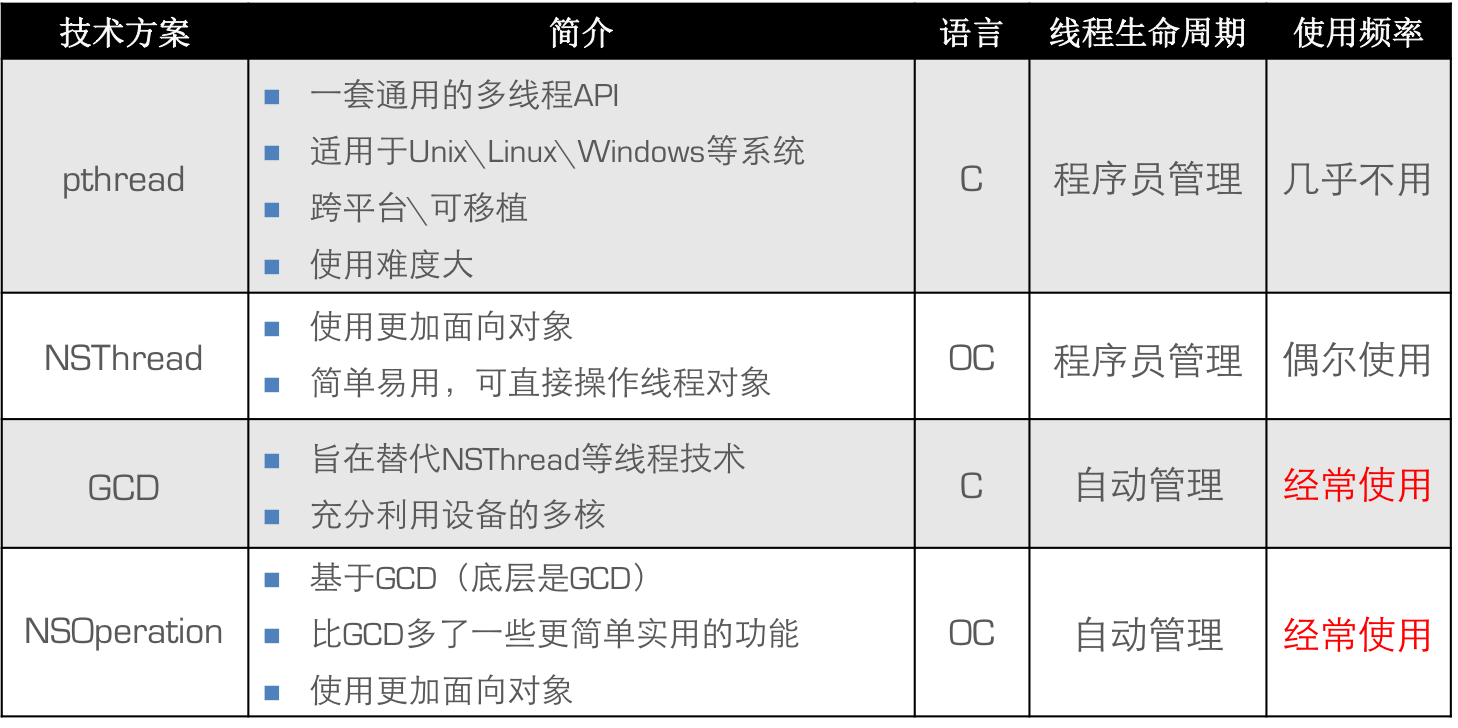 技术方案 简介 语言 线程生命周期 使用频率
pthread
一套通用的多线程API
适用于Unix\Linux\Windows等系统
跨平台\可移植
使用难度大
C
程序员管理
几乎不用
NSThread
使用更加面向对象
简单易用，可直接操作线程对象
OC
程序员管理
偶尔使用
GCD
旨在替代NSThread等线程技术
充分利用设备的多核
C
自动管理
经常使用
NSOperation
基于GCD（底层是GCD）
比GCD多了一些更简单实用的功能
使用更加面向对象
OC
自动管理
经常使用